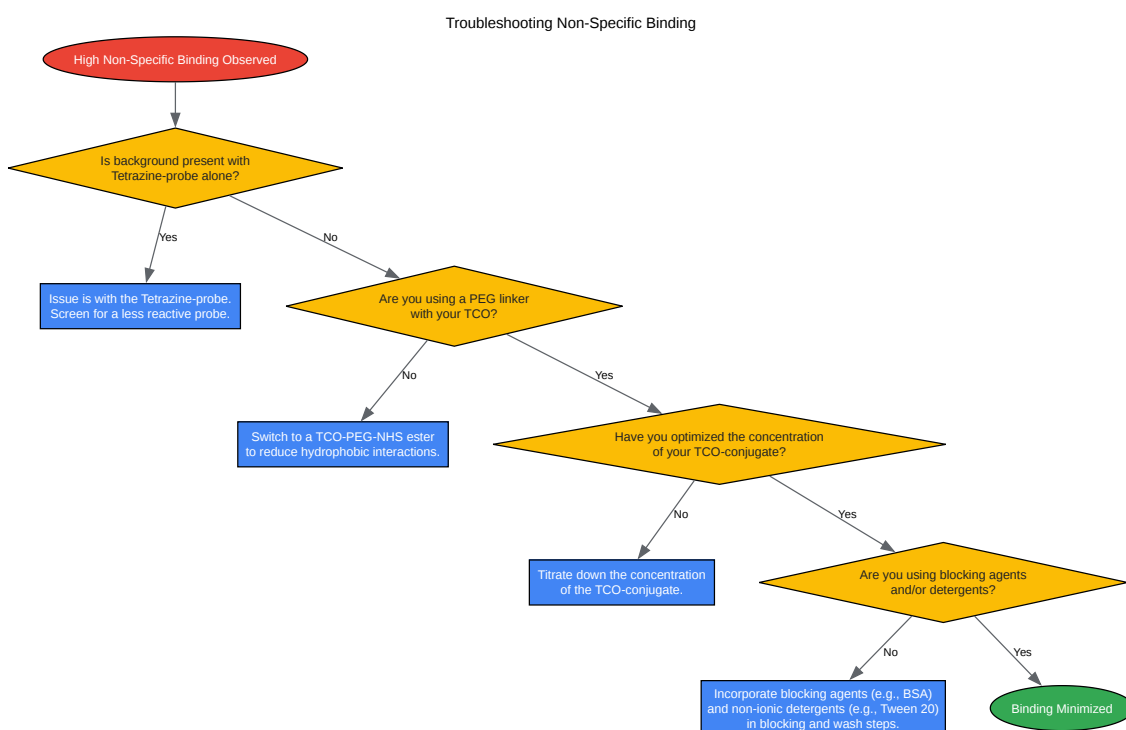 Troubleshooting Non-Specific Binding
High Non-Specific Binding Observed
Is background present with
Tetrazine-probe alone?
Yes
No
Issue is with the Tetrazine-probe.
Screen for a less reactive probe.
Are you using a PEG linker
with your TCO?
No
Yes
Switch to a TCO-PEG-NHS ester
to reduce hydrophobic interactions.
Have you optimized the concentration
of your TCO-conjugate?
No
Yes
Titrate down the concentration
of the TCO-conjugate.
Are you using blocking agents
and/or detergents?
No
Yes
Incorporate blocking agents (e.g., BSA)
and non-ionic detergents (e.g., Tween 20)
in blocking and wash steps.
Binding Minimized